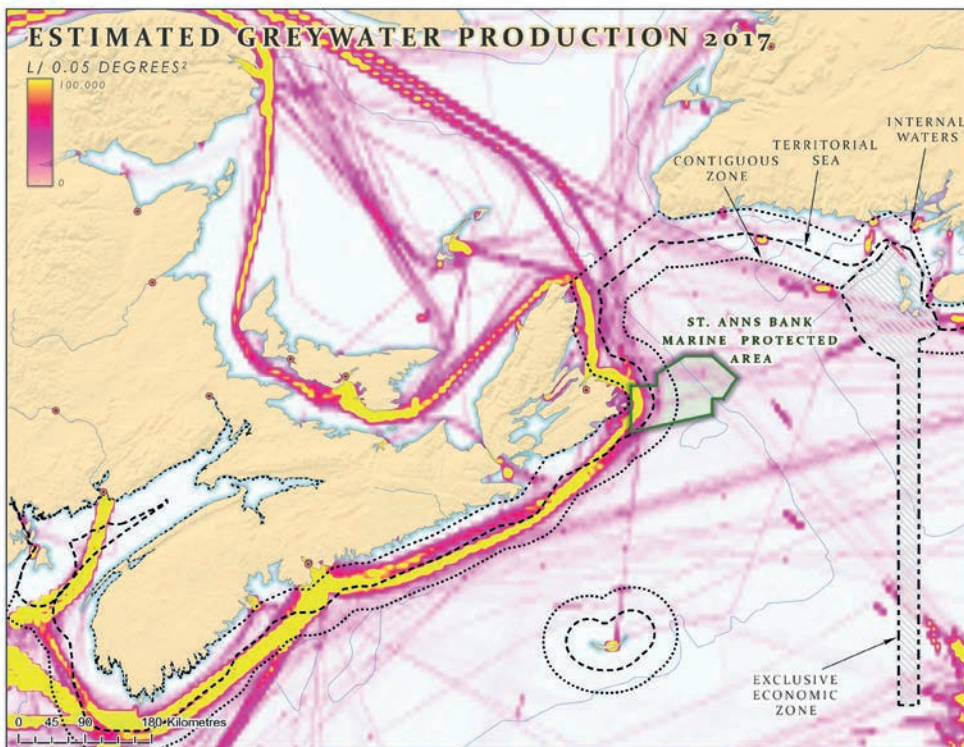 ESTIMATED GREYWATER PRODUCTION 2017
L/ 0.05 DEGREES²
100,000
0
INTERNAL
WATERS
TERRITORIAL
SEA
CONTIGUOUS
ZONE
ST. ANNS BANK
MARINE PROTECTED
AREA
EXCLUSIVE
ECONOMIC
ZONE
0 45 90 180 Kilometres